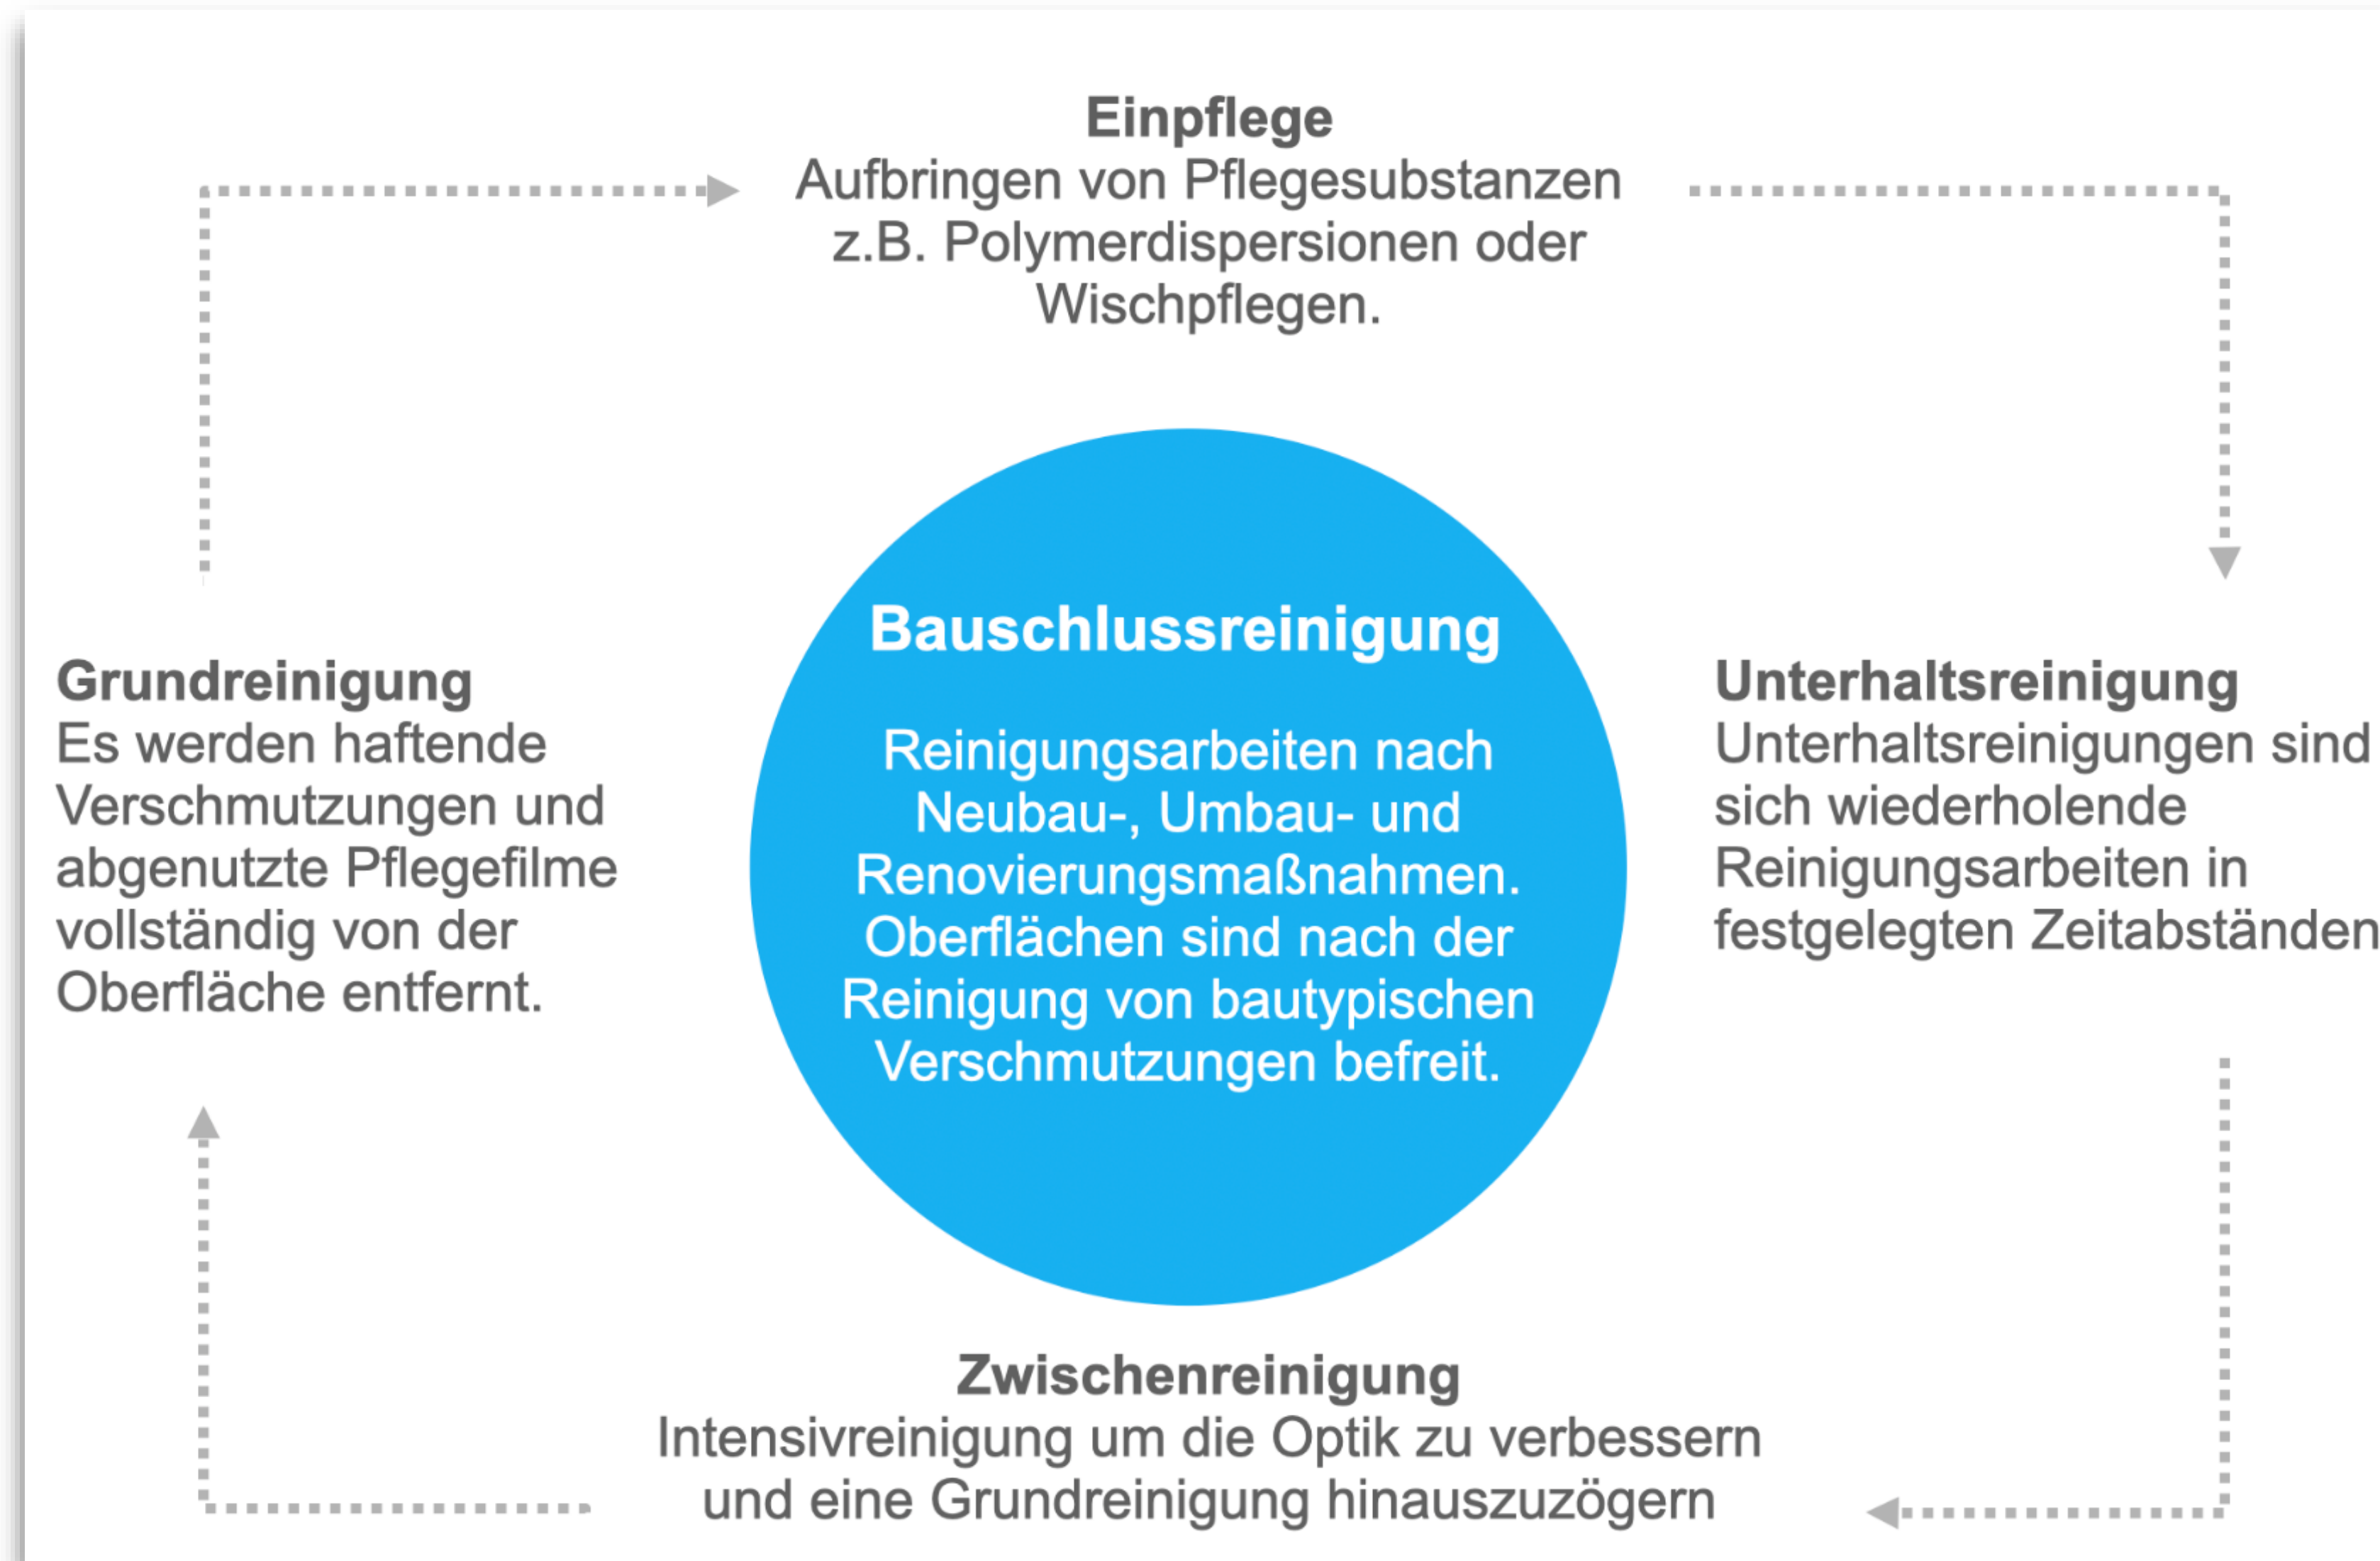 Einpflege
Aufbringen von Pflegesubstanzen
z.B. Polymerdispersionen oder
Wischpflegen.
Bauschlussreinigung
Reinigungsarbeiten nach
Neubau-, Umbau- und
Renovierungsmaßnahmen.
Oberflächen sind nach der
Reinigung von bautypischen
Verschmutzungen befreit.
Grundreinigung
Es werden haftende
Verschmutzungen und
abgenutzte Pflegefilme
vollständig von der
Oberfläche entfernt.
Unterhaltsreinigung
Unterhaltsreinigungen sind
sich wiederholende
Reinigungsarbeiten in
festgelegten Zeitabständen
Zwischenreinigung
Intensivreinigung um die Optik zu verbessern
und eine Grundreinigung hinauszuzögern